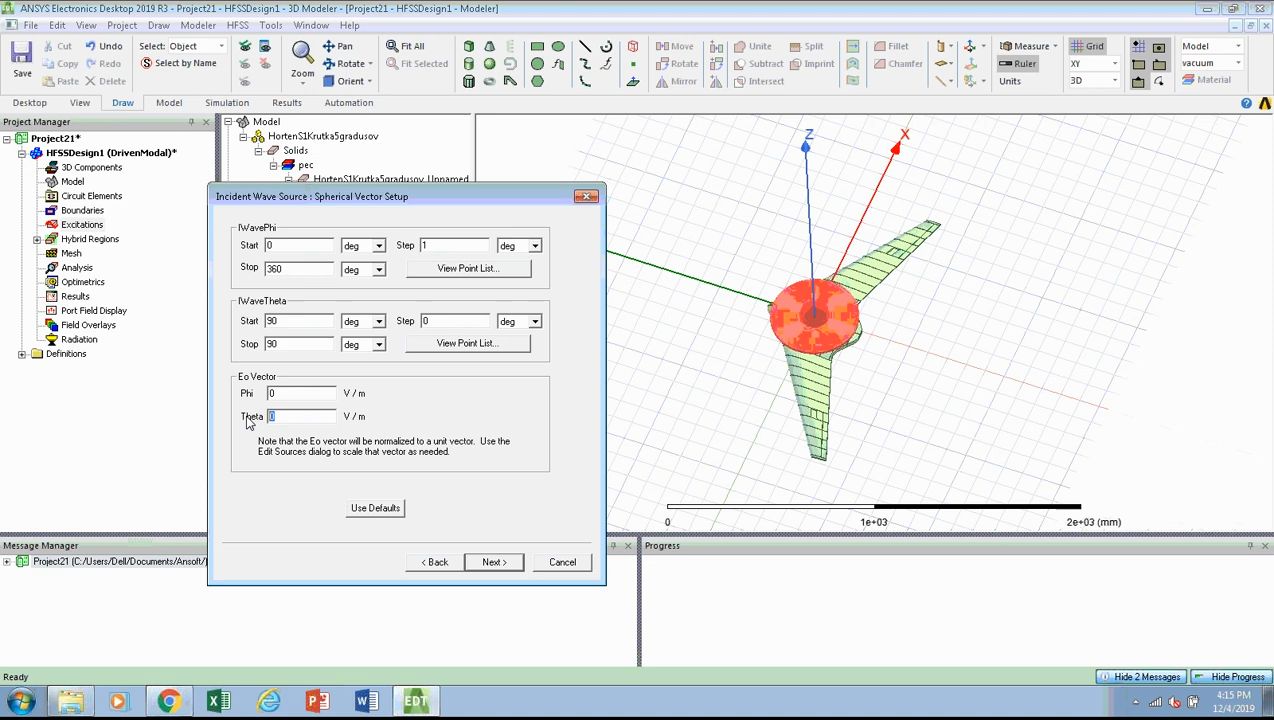 ANSYS Electronics Desktop 2019 R3 - Project21 - HFSSDesign1 - 3D Modeler - [Project21 - HFSSDesign1 - Modeler]
File Edit View Project Draw Modeler HFSS Tools Window Help
Save Cut Undo Select: Object Pan Fit All Move Unite Split Fillet Measure Grid Model
Copy Redo Select by Name Zoom Rotate Fit Selected Rotate Subtract Imprint Chamfer Ruler XY vacuum
Paste Delete Orient Mirror Intersect Units 3D Material
Desktop View Draw Model Simulation Results Automation
Project Manager
Project21*
HFSSDesign1 (DrivenModal)*
3D Components
Model
Circuit Elements
Boundaries
Excitations
Hybrid Regions
Mesh
Analysis
Optimetrics
Results
Port Field Display
Field Overlays
Radiation
Definitions
Model
HortenS1Krutka5gradusov
Solids
pec
HortenS1Krutka5gradusov_Unnamed
Incident Wave Source : Spherical Vector Setup
IWavePhi
Start 0 deg Step 1 deg
Stop 360 deg View Point List...
IWaveTheta
Start 90 deg Step 0 deg
Stop 90 deg View Point List...
Eo Vector
Phi 0 V / m
Theta 0 V / m
Note that the Eo vector will be normalized to a unit vector. Use the
Edit Sources dialog to scale that vector as needed.
Use Defaults
< Back Next > Cancel
Z
X
0 1e+03 2e+03 (mm)
Message Manager
Project21 (C:/Users/Dell/Documents/Ansoft/)
Progress
Ready
Hide 2 Messages Hide Progress
EDT
4:15 PM
12/4/2019